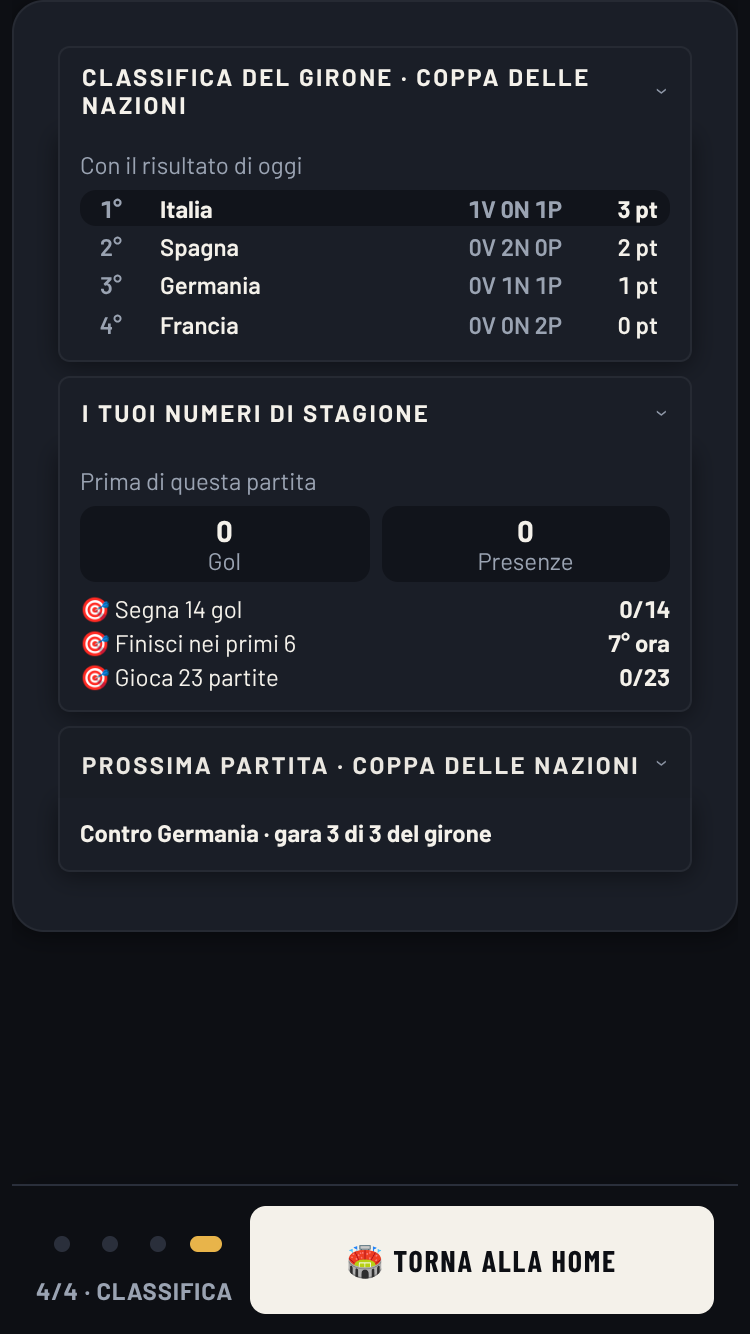 CLASSIFICA DEL GIRONE · COPPA DELLE
NAZIONI
Con il risultato di oggi
1° Italia 1V 0N 1P 3 pt
2° Spagna 0V 2N 0P 2 pt
3° Germania 0V 1N 1P 1 pt
4° Francia 0V 0N 2P 0 pt
I TUOI NUMERI DI STAGIONE
Prima di questa partita
0 0
Gol Presenze
🎯 Segna 14 gol 0/14
🎯 Finisci nei primi 6 7° ora
🎯 Gioca 23 partite 0/23
PROSSIMA PARTITA · COPPA DELLE NAZIONI
Contro Germania · gara 3 di 3 del girone
🏟️ TORNA ALLA HOME
4/4 · CLASSIFICA